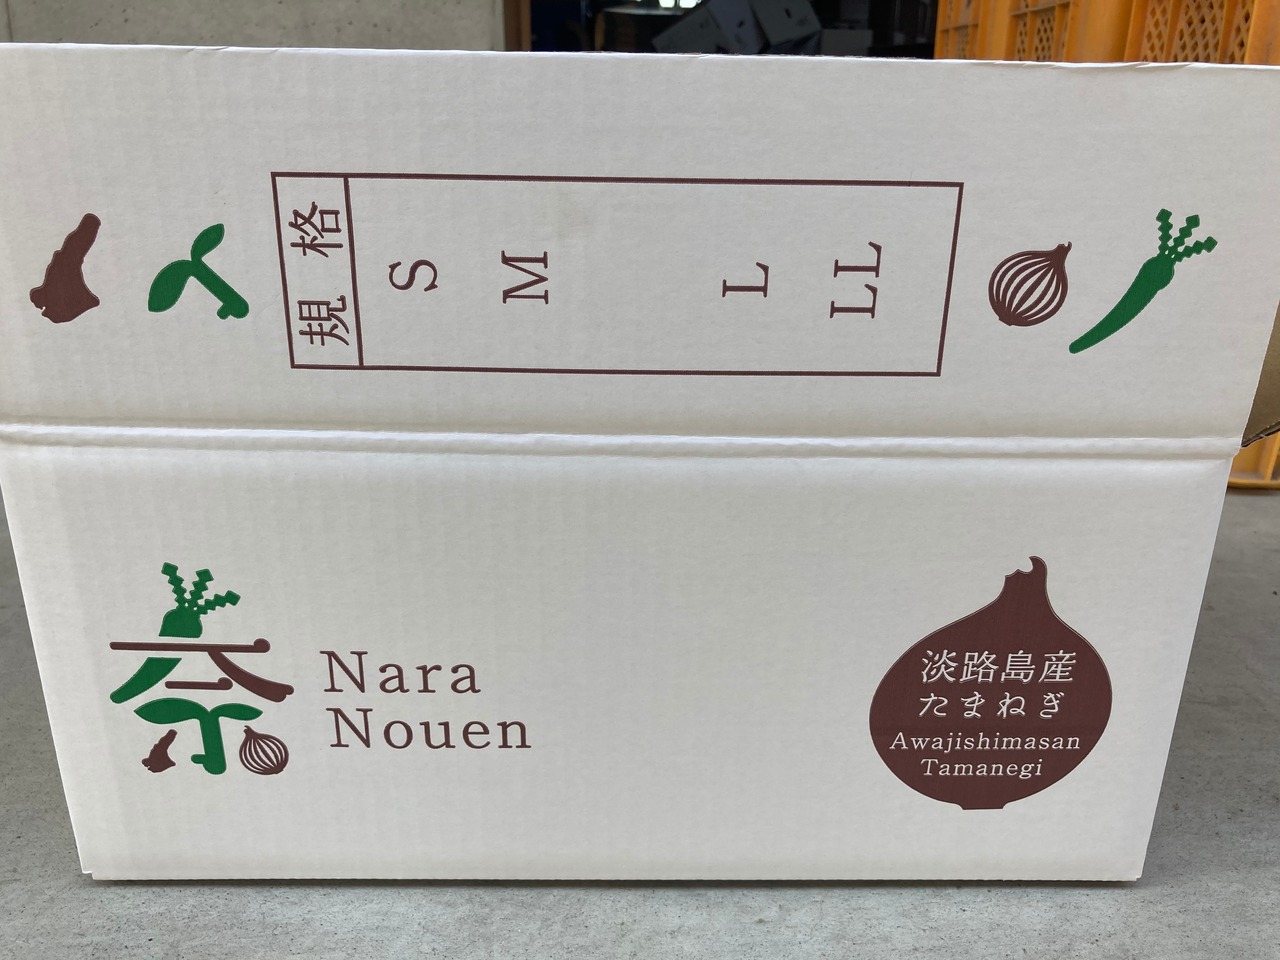 規格
S
M
L
LL
奈
Nara
Nouen
淡路島産
たまねぎ
Awajishimasan
Tamanegi